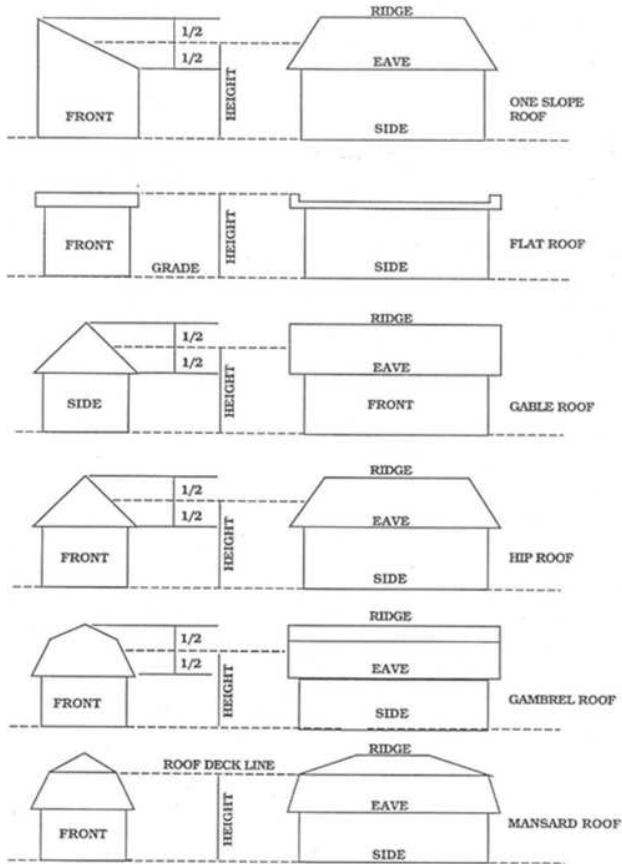 RIDGE
1/2
1/2
EAVE
HEIGHT
FRONT
SIDE
ONE SLOPE
ROOF
FRONT
GRADE
HEIGHT
SIDE
FLAT ROOF
RIDGE
1/2
1/2
EAVE
SIDE
HEIGHT
FRONT
GABLE ROOF
RIDGE
1/2
1/2
EAVE
FRONT
HEIGHT
SIDE
HIP ROOF
RIDGE
1/2
1/2
EAVE
FRONT
HEIGHT
SIDE
GAMBREL ROOF
RIDGE
ROOF DECK LINE
HEIGHT
EAVE
FRONT
SIDE
MANSARD ROOF